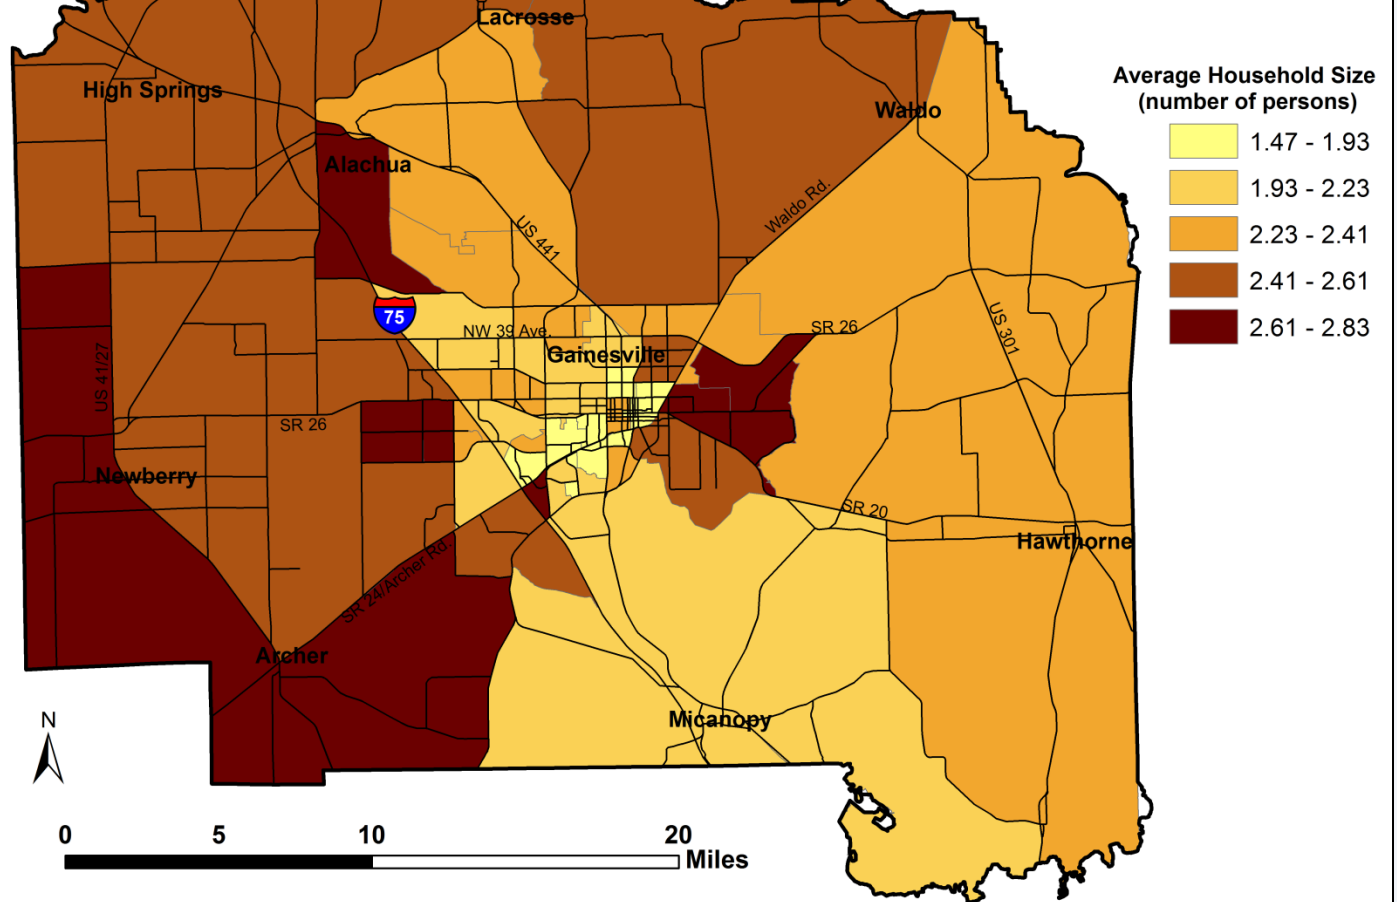 Lacrosse
High Springs
Waldo
Alachua
Waldo Rd.
US 441
75
NW 39 Ave.
Gainesville
SR 26
US 301
US 41/27
SR 26
Newberry
SR 20
Hawthorne
SR 24/Archer Rd.
Archer
Micanopy
N
0 5 10 20
Miles
Average Household Size
(number of persons)
1.47 - 1.93
1.93 - 2.23
2.23 - 2.41
2.41 - 2.61
2.61 - 2.83